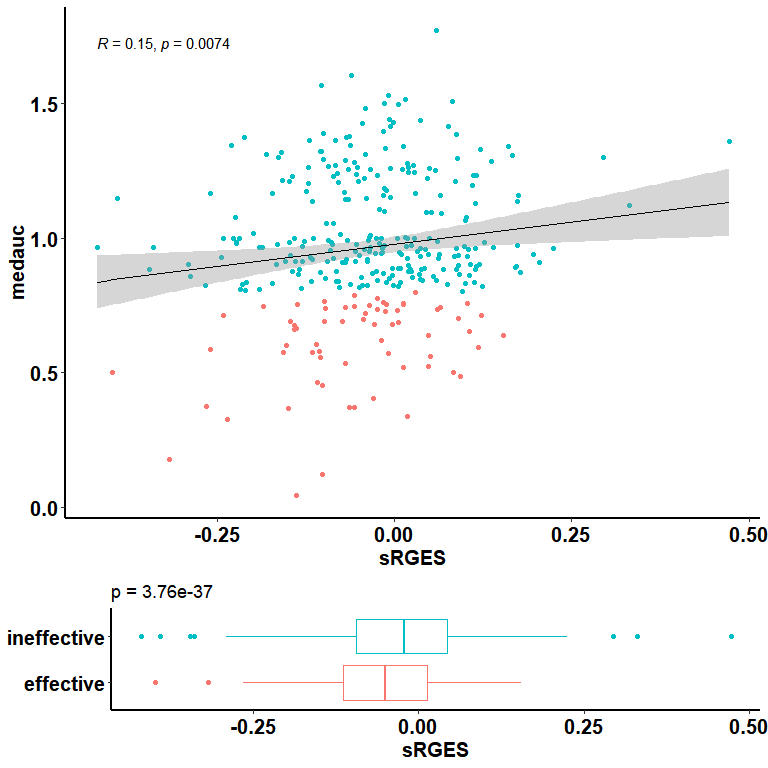 R = 0.15, p = 0.0074
1.5
1.0
0.5
0.0
medauc
-0.25 0.00 0.25 0.50
sRGES
p = 3.76e-37
ineffective
effective
-0.25 0.00 0.25 0.50
sRGES